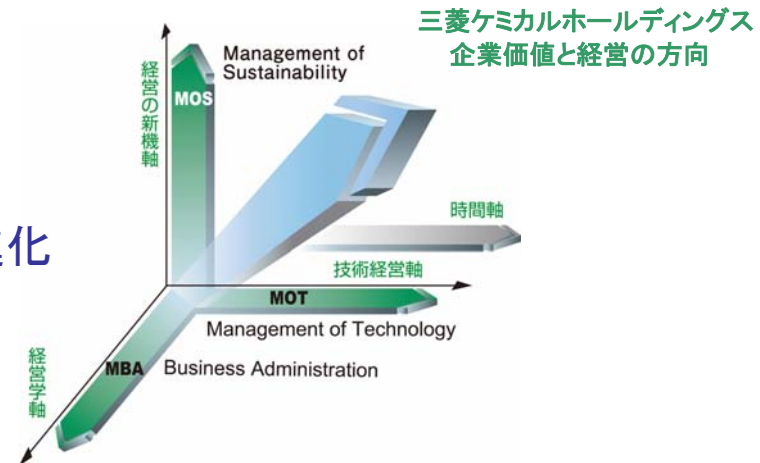 三菱ケミカルホールディングス
企業価値と経営の方向
Management of
Sustainability
経営の新機軸
MOS
時間軸
化
技術経営軸
MOT
Management of Technology
MBA Business Administration
経営学軸